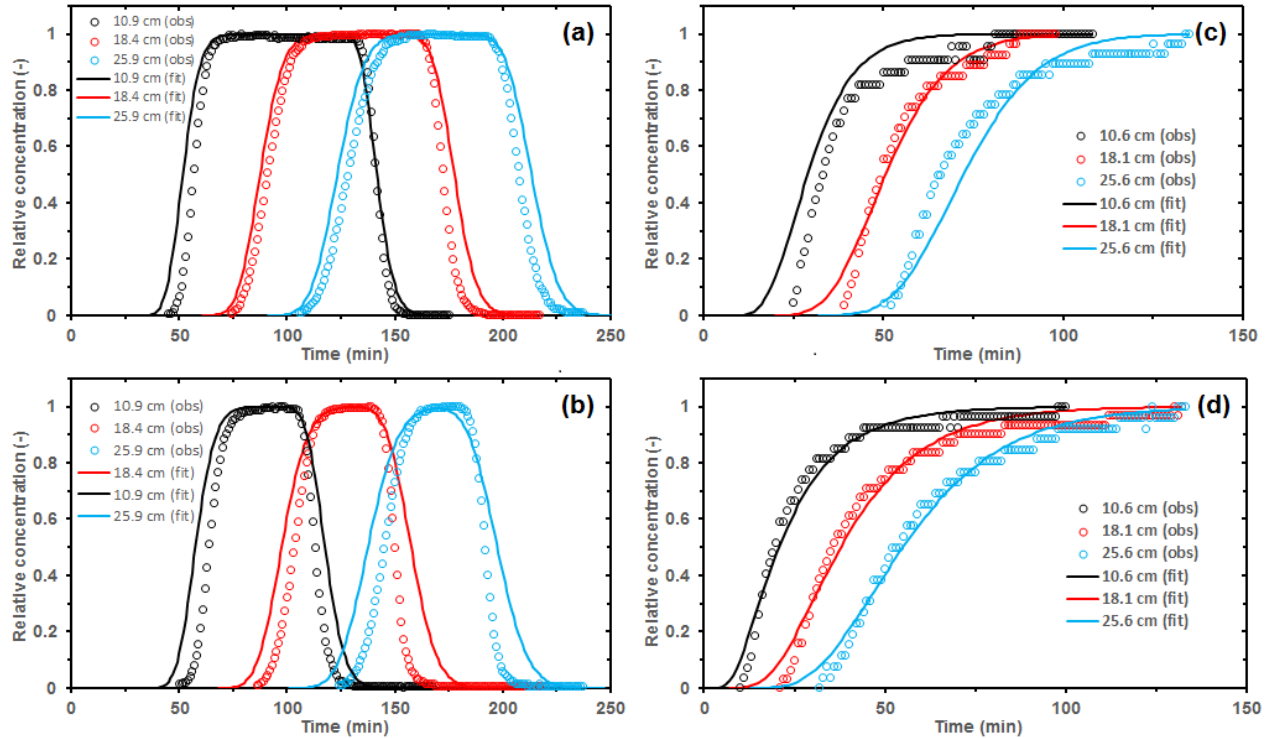 (a)
10.9 cm (obs)
18.4 cm (obs)
25.9 cm (obs)
10.9 cm (fit)
18.4 cm (fit)
25.9 cm (fit)
Relative concentration (-)
1
0.8
0.6
0.4
0.2
0
0 50 100 150 200 250
Time (min)
(c)
10.6 cm (obs)
18.1 cm (obs)
25.6 cm (obs)
10.6 cm (fit)
18.1 cm (fit)
25.6 cm (fit)
Relative concentration (-)
1
0.8
0.6
0.4
0.2
0
0 50 100 150
Time (min)
(b)
10.9 cm (obs)
18.4 cm (obs)
25.9 cm (obs)
18.4 cm (fit)
10.9 cm (fit)
25.9 cm (fit)
Relative concentration (-)
1
0.8
0.6
0.4
0.2
0
0 50 100 150 200 250
Time (min)
(d)
10.6 cm (obs)
18.1 cm (obs)
25.6 cm (obs)
10.6 cm (fit)
18.1 cm (fit)
25.6 cm (fit)
Relative concentration (-)
1
0.8
0.6
0.4
0.2
0
0 50 100 150
Time (min)